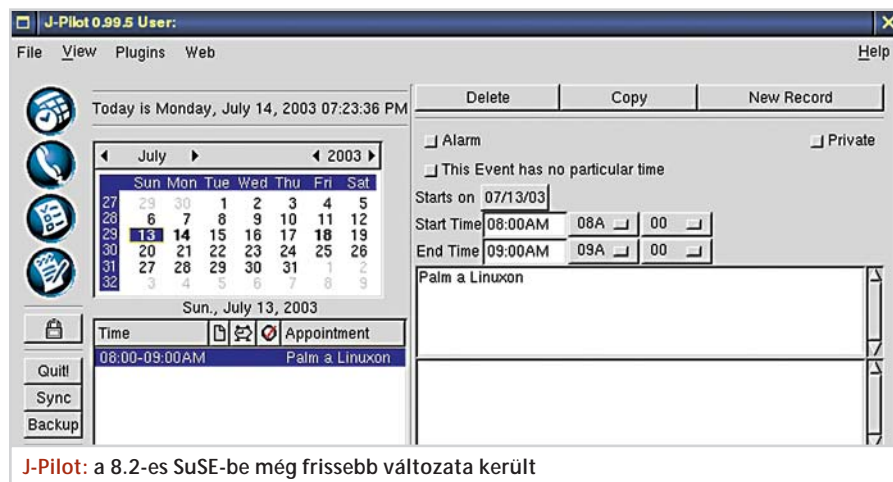 J-Pilot 0.99.5 User:
File View Plugins Web Help
Today is Monday, July 14, 2003 07:23:36 PM
July 2003
Sun Mon Tue Wed Thu Fri Sat
27 29 30 1 2 3 4 5
28 6 7 8 9 10 11 12
29 13 14 15 16 17 18 19
30 20 21 22 23 24 25 26
31 27 28 29 30 31 1 2
32 3 4 5 6 7 8 9
Sun., July 13, 2003
Time Appointment
08:00-09:00AM Palm a Linuxon
Quit!
Sync
Backup
Delete Copy New Record
Alarm Private
This Event has no particular time
Starts on 07/13/03
Start Time 08:00AM 08A 00
End Time 09:00AM 09A 00
Palm a Linuxon
J-Pilot: a 8.2-es SuSE-be még frissebb változata került